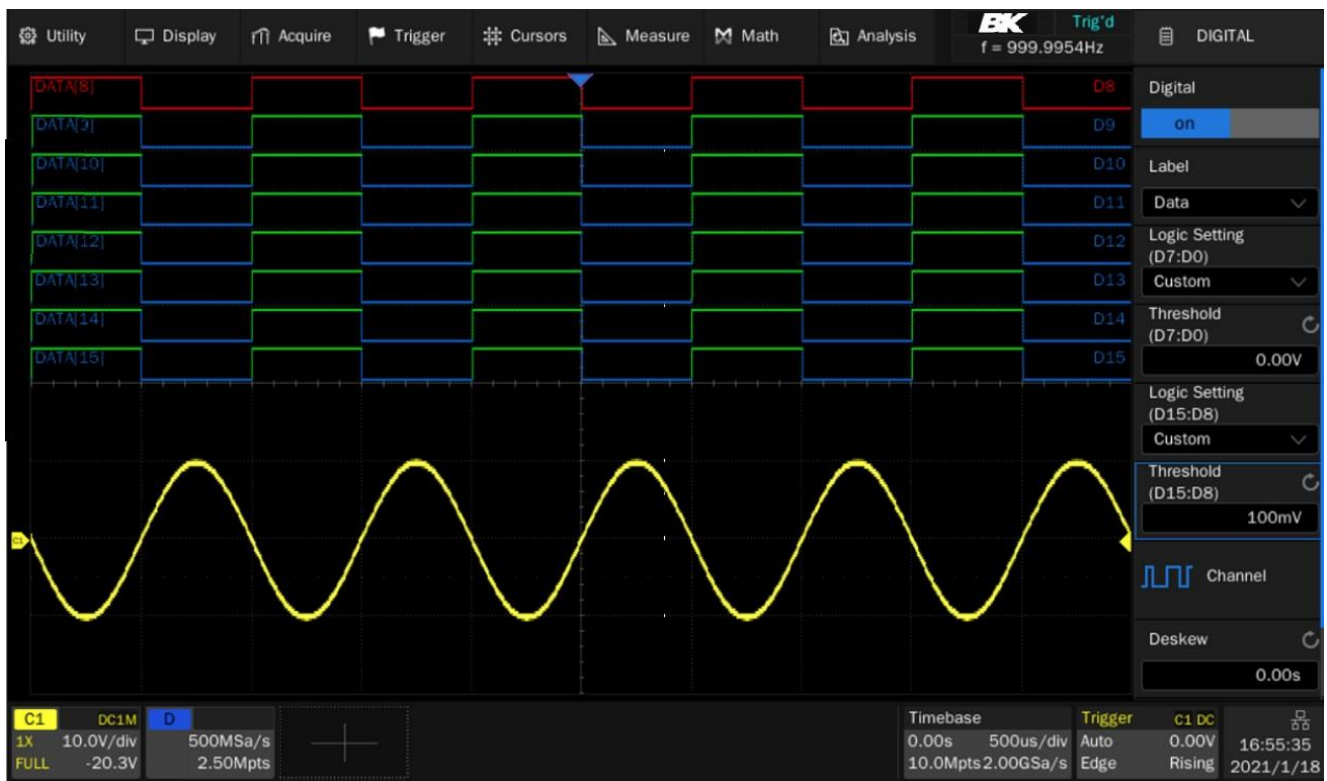 Utility
Display
Acquire
Trigger
Cursors
Measure
Math
Analysis
BK
Trig'd
f = 999.9954Hz
DIGITAL
DATA[8]
D8
DATA[9]
D9
DATA[10]
D10
DATA[11]
D11
DATA[12]
D12
DATA[13]
D13
DATA[14]
D14
DATA[15]
D15
C1
Digital
on
Label
Data
Logic Setting
(D7:D0)
Custom
Threshold
(D7:D0)
0.00V
Logic Setting
(D15:D8)
Custom
Threshold
(D15:D8)
100mV
Channel
Deskew
0.00s
C1 DC1M
1X 10.0V/div
FULL -20.3V
D
500MSa/s
2.50Mpts
Timebase
0.00s 500us/div
10.0Mpts 2.00GSa/s
Trigger C1 DC
Auto 0.00V
Edge Rising
16:55:35
2021/1/18